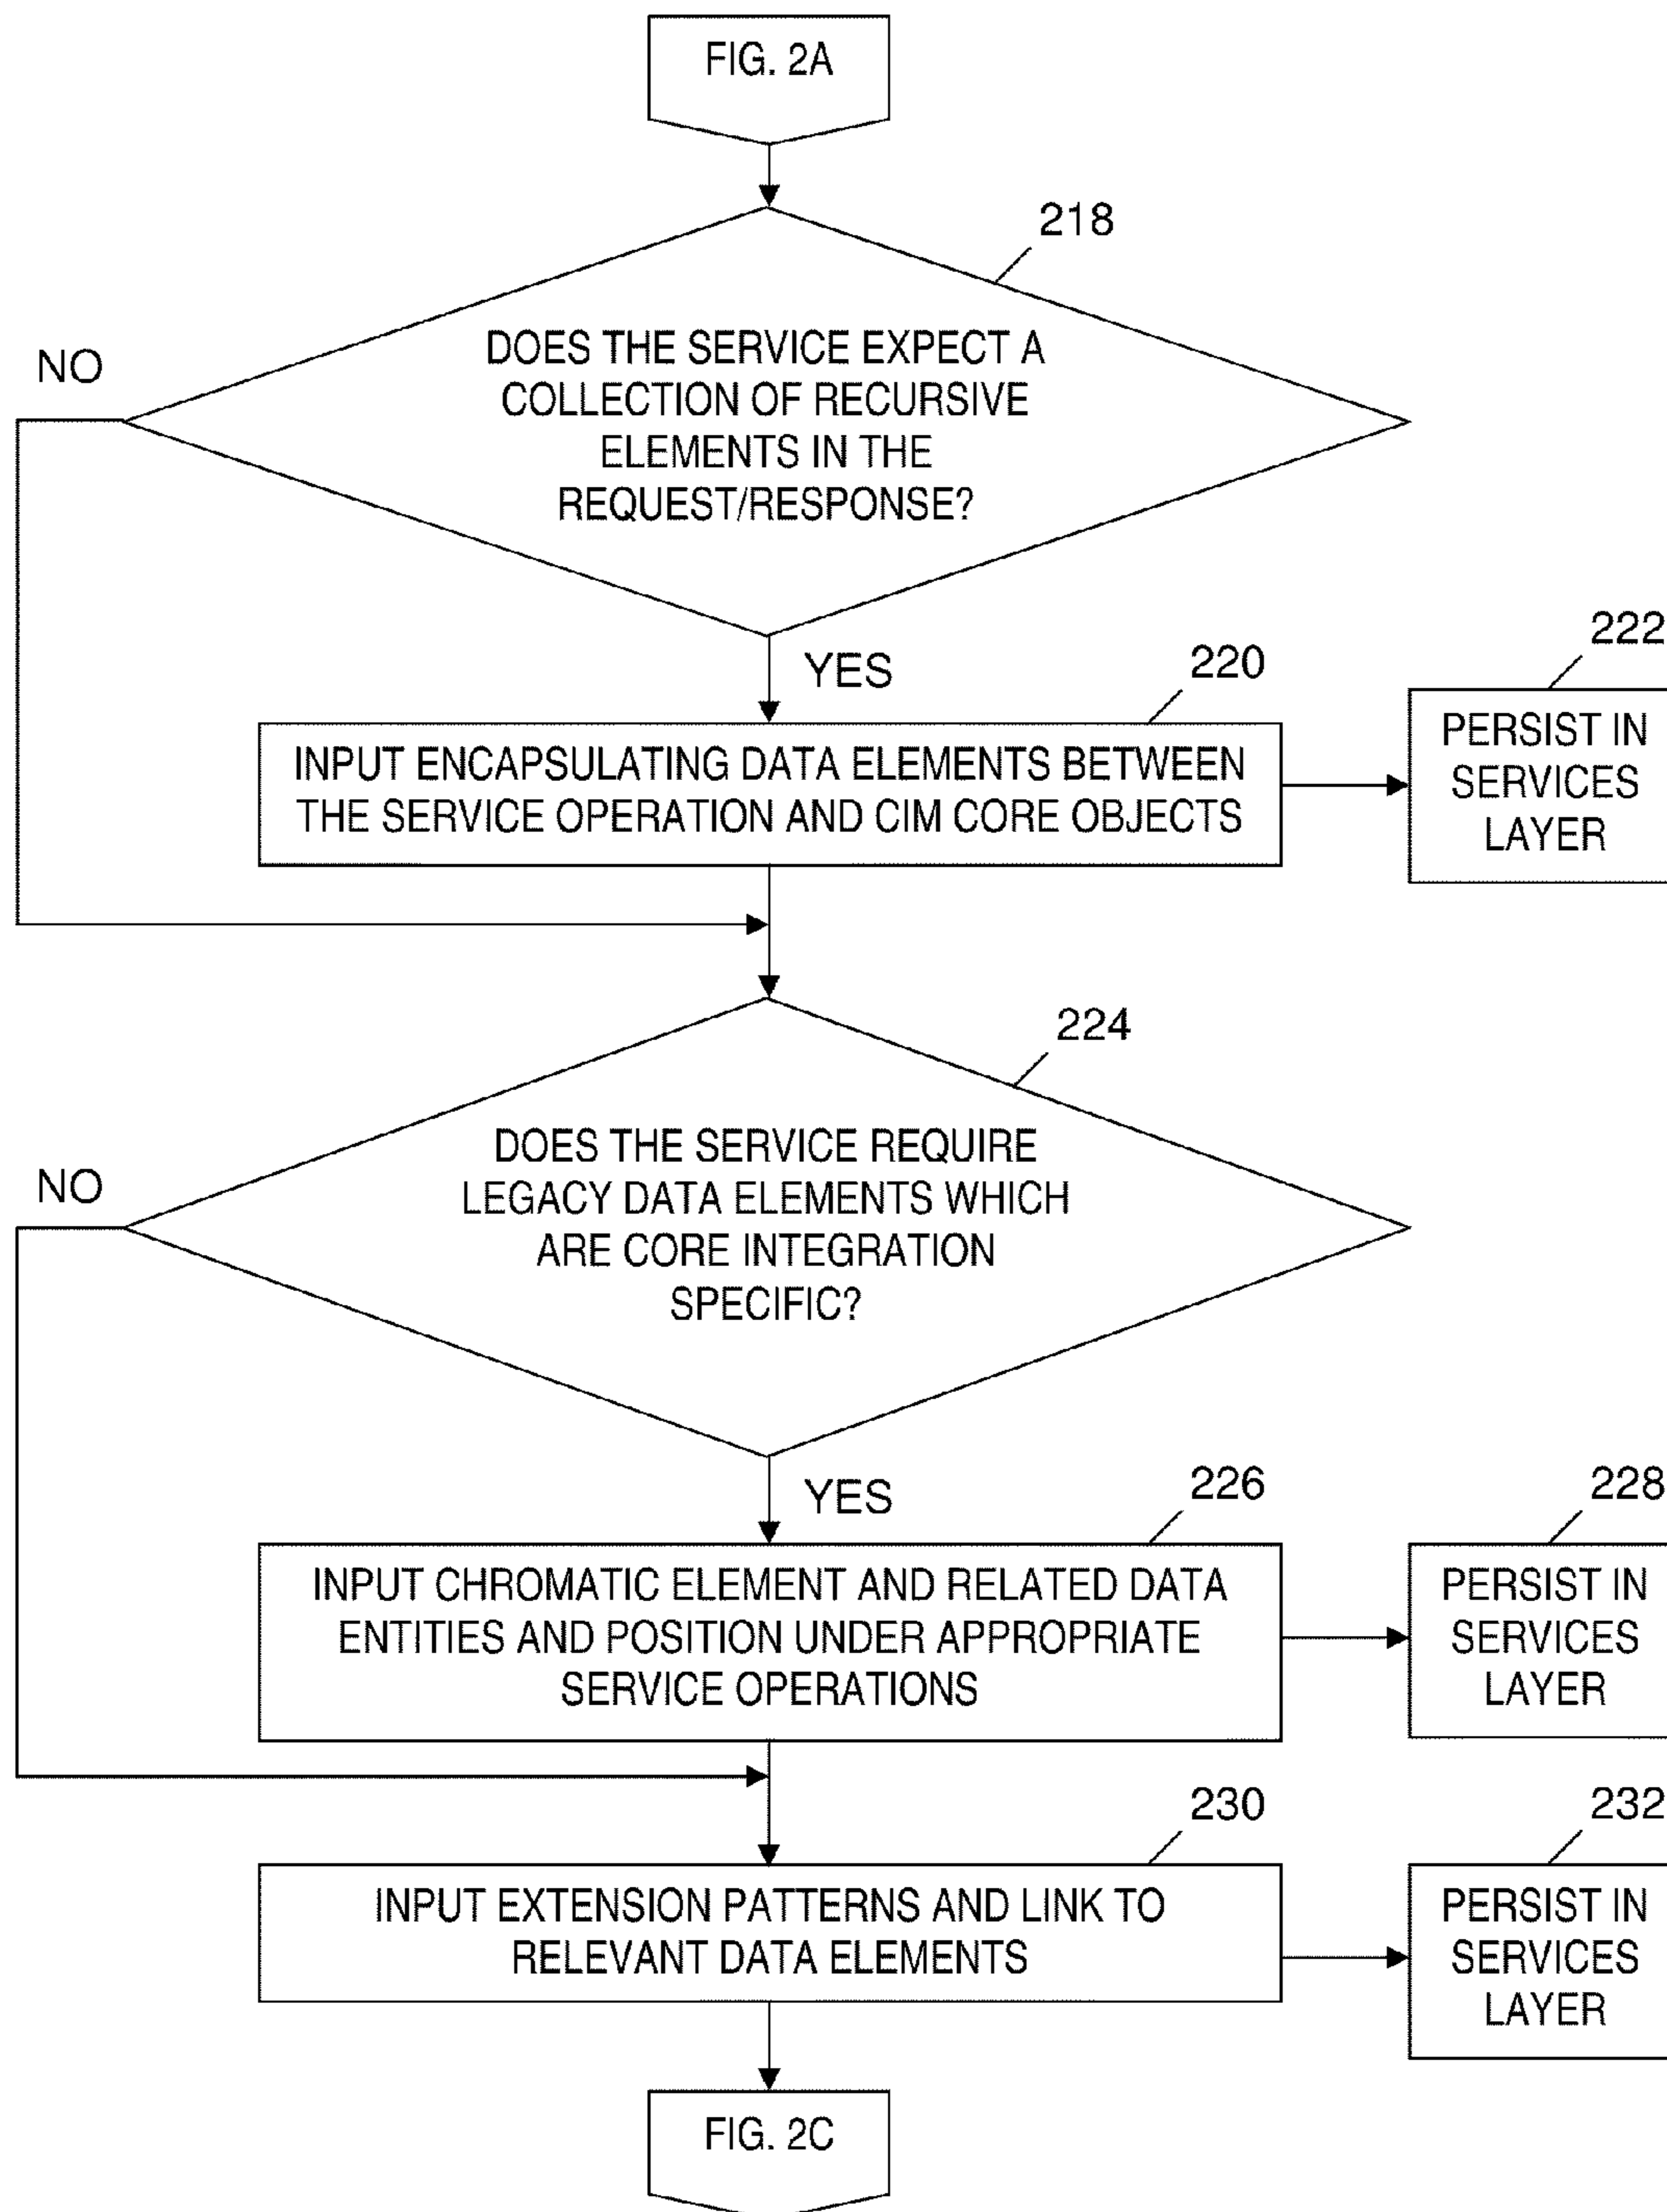 FIG. 2A
218
DOES THE SERVICE EXPECT A
COLLECTION OF RECURSIVE
ELEMENTS IN THE
REQUEST/RESPONSE?
NO
YES
220
222
INPUT ENCAPSULATING DATA ELEMENTS BETWEEN
THE SERVICE OPERATION AND CIM CORE OBJECTS
PERSIST IN
SERVICES
LAYER
224
DOES THE SERVICE REQUIRE
LEGACY DATA ELEMENTS WHICH
ARE CORE INTEGRATION
SPECIFIC?
NO
YES
226
228
INPUT CHROMATIC ELEMENT AND RELATED DATA
ENTITIES AND POSITION UNDER APPROPRIATE
SERVICE OPERATIONS
PERSIST IN
SERVICES
LAYER
230
232
INPUT EXTENSION PATTERNS AND LINK TO
RELEVANT DATA ELEMENTS
PERSIST IN
SERVICES
LAYER
FIG. 2C